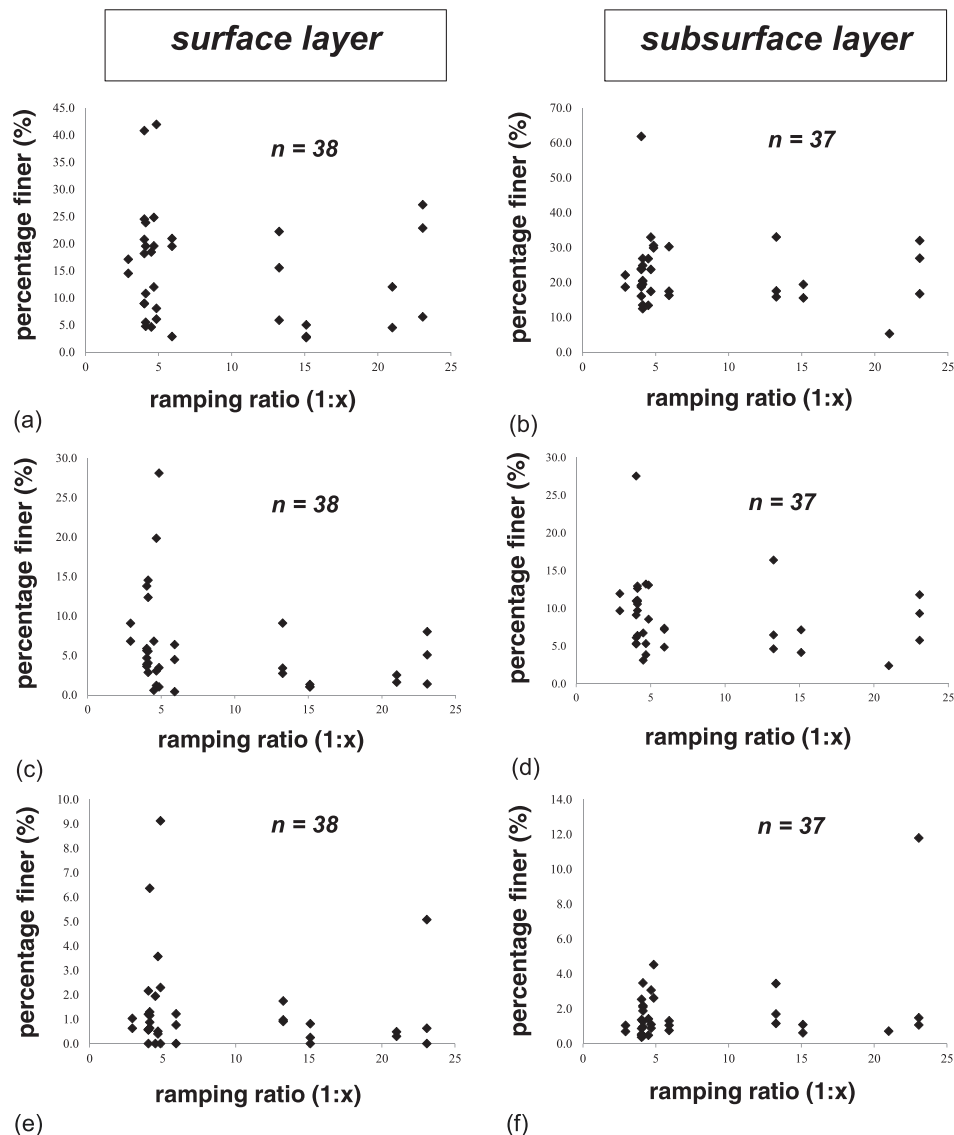 surface layer
subsurface layer
percentage finer (%)
45.0
40.0
35.0
30.0
25.0
20.0
15.0
10.0
5.0
0.0
n = 38
0 5 10 15 20 25
ramping ratio (1:x)
(a)
percentage finer (%)
70.0
60.0
50.0
40.0
30.0
20.0
10.0
0.0
n = 37
0 5 10 15 20 25
ramping ratio (1:x)
(b)
percentage finer (%)
30.0
25.0
20.0
15.0
10.0
5.0
0.0
n = 38
0 5 10 15 20 25
ramping ratio (1:x)
(c)
percentage finer (%)
30.0
25.0
20.0
15.0
10.0
5.0
0.0
n = 37
0 5 10 15 20 25
ramping ratio (1:x)
(d)
percentage finer (%)
10.0
9.0
8.0
7.0
6.0
5.0
4.0
3.0
2.0
1.0
0.0
n = 38
0 5 10 15 20 25
ramping ratio (1:x)
(e)
percentage finer (%)
14.0
12.0
10.0
8.0
6.0
4.0
2.0
0.0
n = 37
0 5 10 15 20 25
ramping ratio (1:x)
(f)